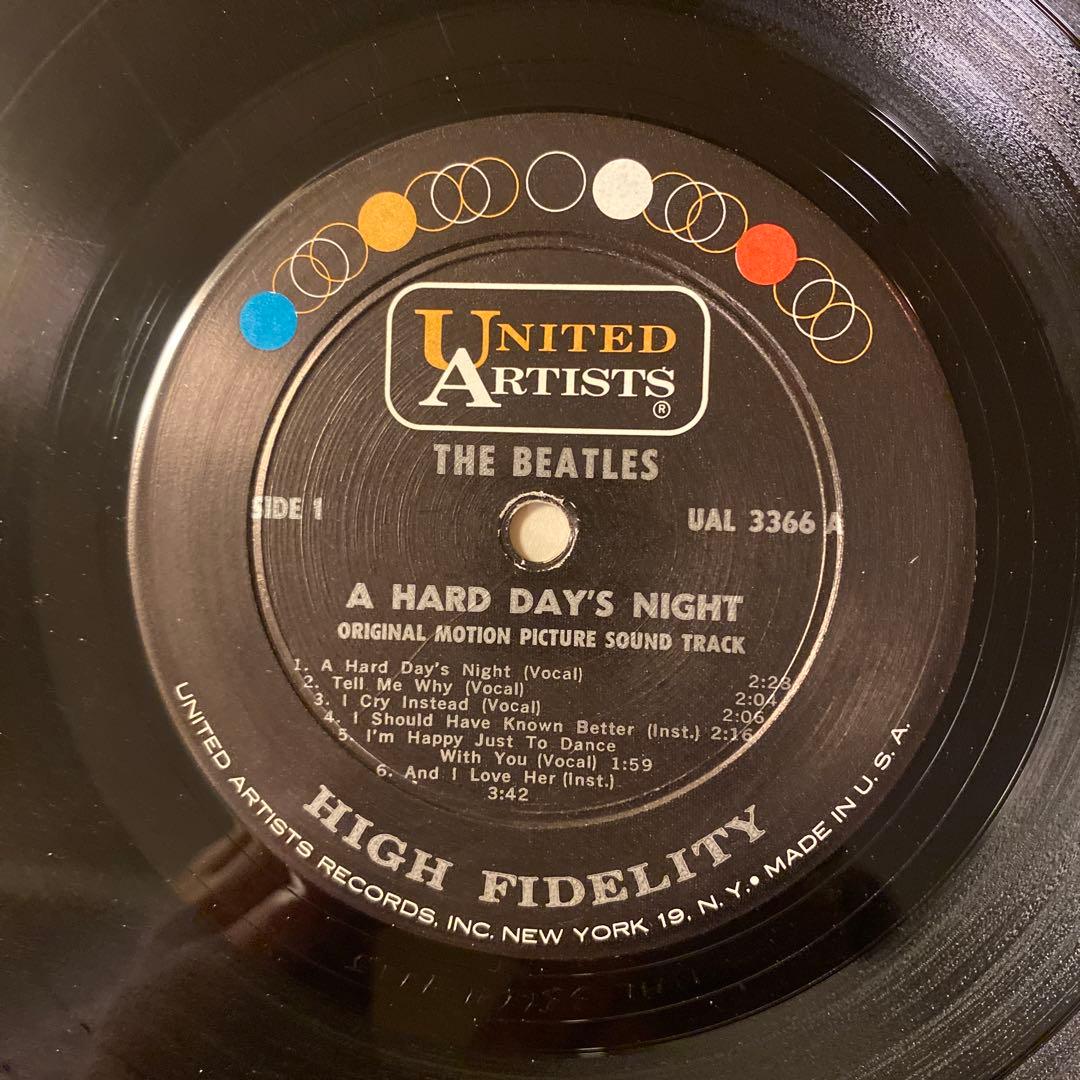 UNITED
ARTISTS
®
THE BEATLES
SIDE 1
UAL 3366 A
A HARD DAY'S NIGHT
ORIGINAL MOTION PICTURE SOUND TRACK
1. A Hard Day's Night (Vocal) 2:28
2. Tell Me Why (Vocal) 2:04
3. I Cry Instead (Vocal) 2:06
4. I Should Have Known Better (Inst.) 2:16
5. I'm Happy Just To Dance
With You (Vocal) 1:59
6. And I Love Her (Inst.)
3:42
HIGH FIDELITY
UNITED ARTISTS RECORDS, INC. NEW YORK 19, N. Y. • MADE IN U. S. A.